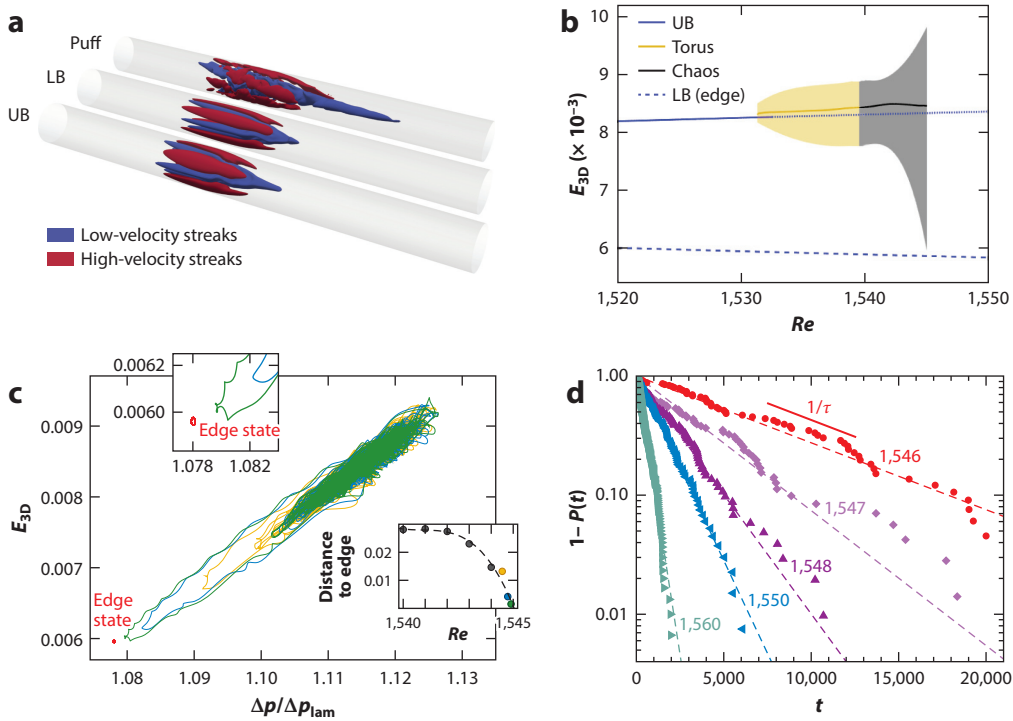 a
Puff
LB
UB
Low-velocity streaks
High-velocity streaks
b
UB
Torus
Chaos
LB (edge)
E3D (× 10⁻³)
10
9
8
7
6
1,520
1,530
1,540
1,550
Re
c
0.0062
0.0060
Edge state
1.078
1.082
E3D
0.009
0.008
0.007
0.006
Edge
state
Distance
to edge
0.02
0.01
1,540
1,545
Re
1.08
1.09
1.10
1.11
1.12
1.13
Δp/Δplam
d
1– P(t)
1.00
0.10
0.01
1/τ
1,546
1,547
1,548
1,550
1,560
0
5,000
10,000
15,000
20,000
t